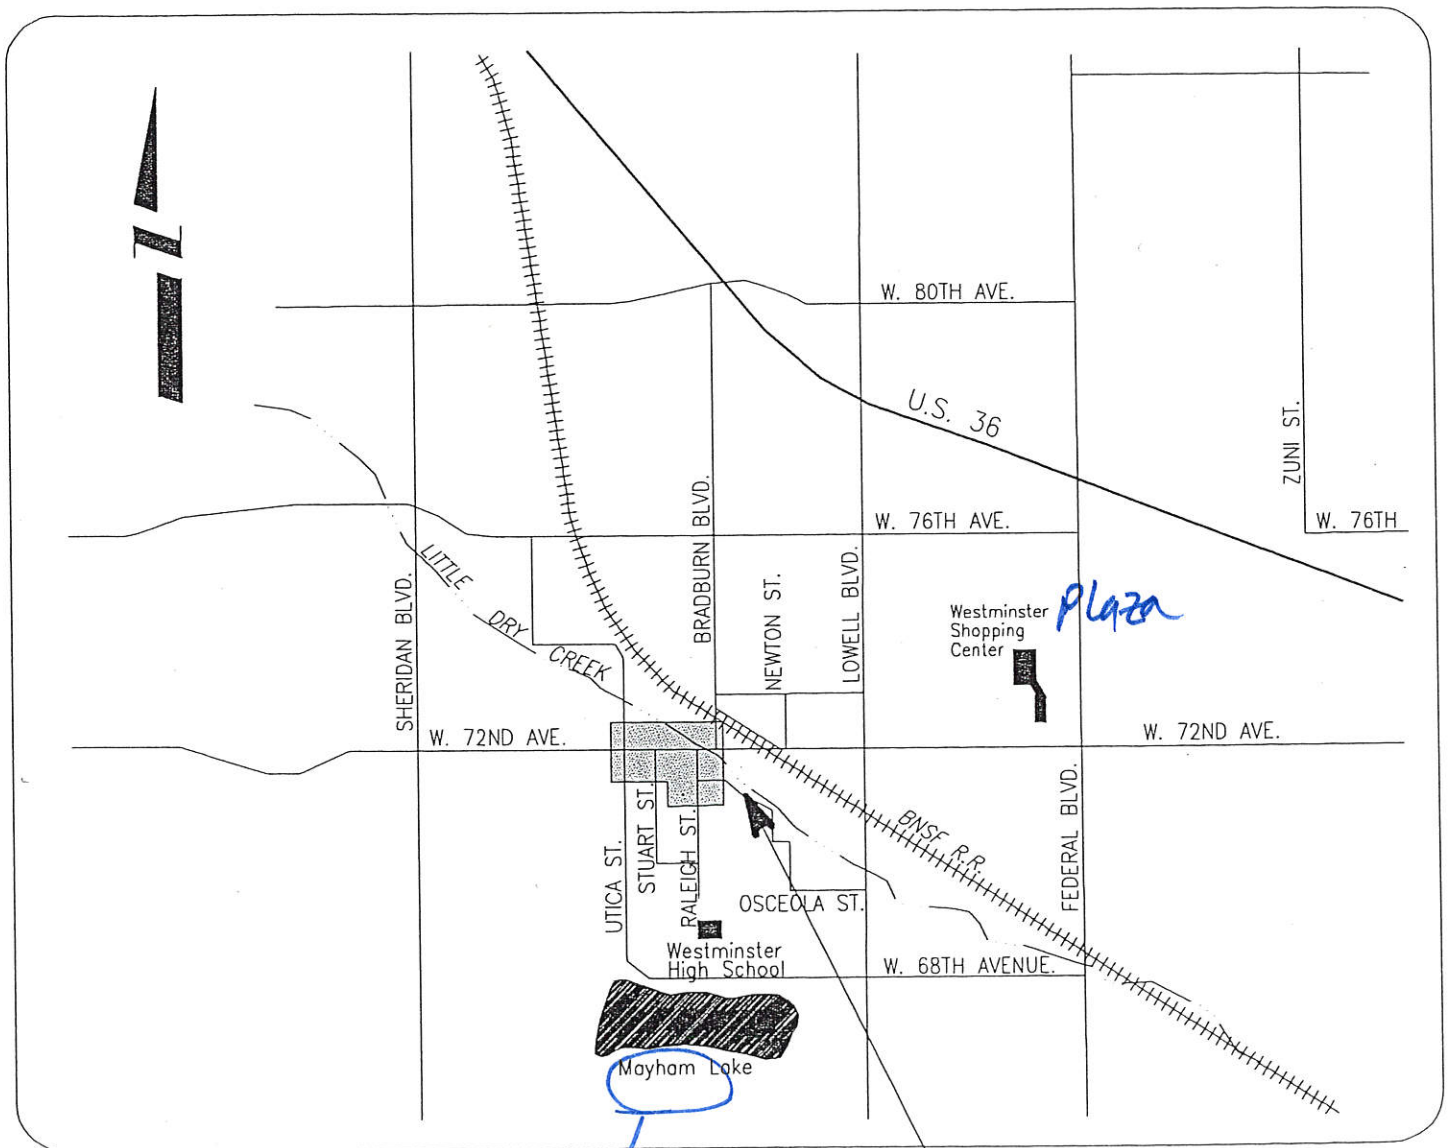 N
W. 80TH AVE.
U.S. 36
ZUNI ST.
W. 76TH AVE.
W. 76TH
BRADBURN BLVD.
LITTLE DRY CREEK
SHERIDAN BLVD.
NEWTON ST.
LOWELL BLVD.
Westminster
Shopping
Center
Plaza
W. 72ND AVE.
W. 72ND AVE.
BNSF R.R.
FEDERAL BLVD.
UTICA ST.
STUART ST.
RALEIGH ST.
OSCEOLA ST.
Westminster
High School
W. 68TH AVENUE.
Mayham Lake